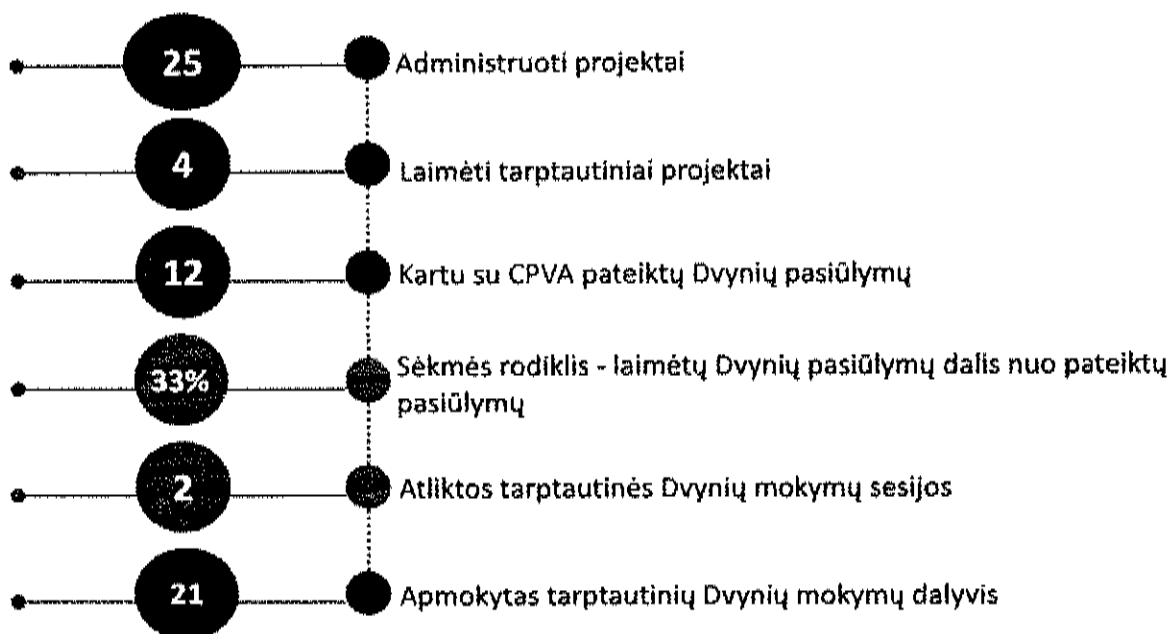 25 Administruoti projektai
4 Laimėti tarptautiniai projektai
12 Kartu su CPVA pateiktų Dvynių pasiūlymų
33% Sėkmės rodiklis - laimėtų Dvynių pasiūlymų dalis nuo pateiktų
pasiūlymų
2 Atliktos tarptautinės Dvynių mokymų sesijos
21 Apmokytas tarptautinių Dvynių mokymų dalyvis